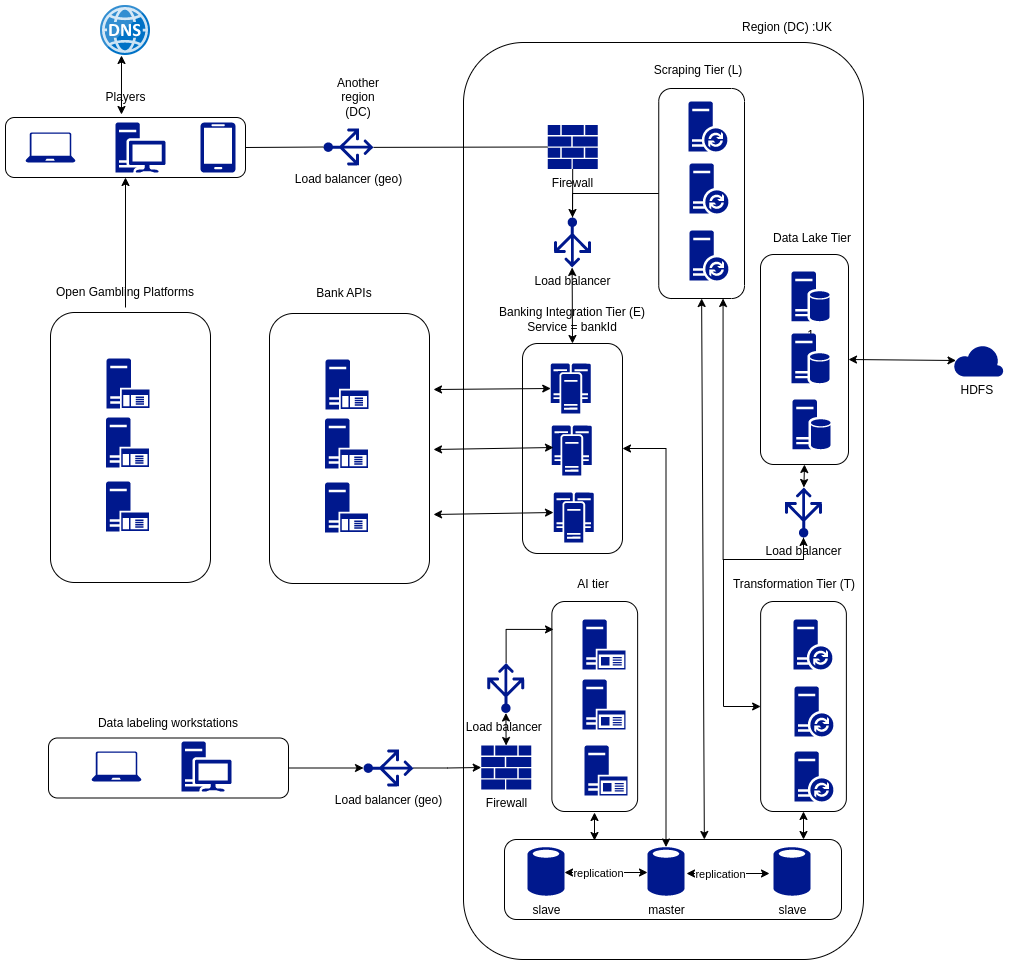 DNS
Region (DC) :UK
Players
Another
region
(DC)
Load balancer (geo)
Scraping Tier (L)
Firewall
Load balancer
Data Lake Tier
1
HDFS
Open Gambling Platforms
Bank APIs
Banking Integration Tier (E)
Service = bankId
Load balancer
AI tier
Transformation Tier (T)
Data labeling workstations
Load balancer
Load balancer (geo)
Firewall
replication
replication
slave
master
slave